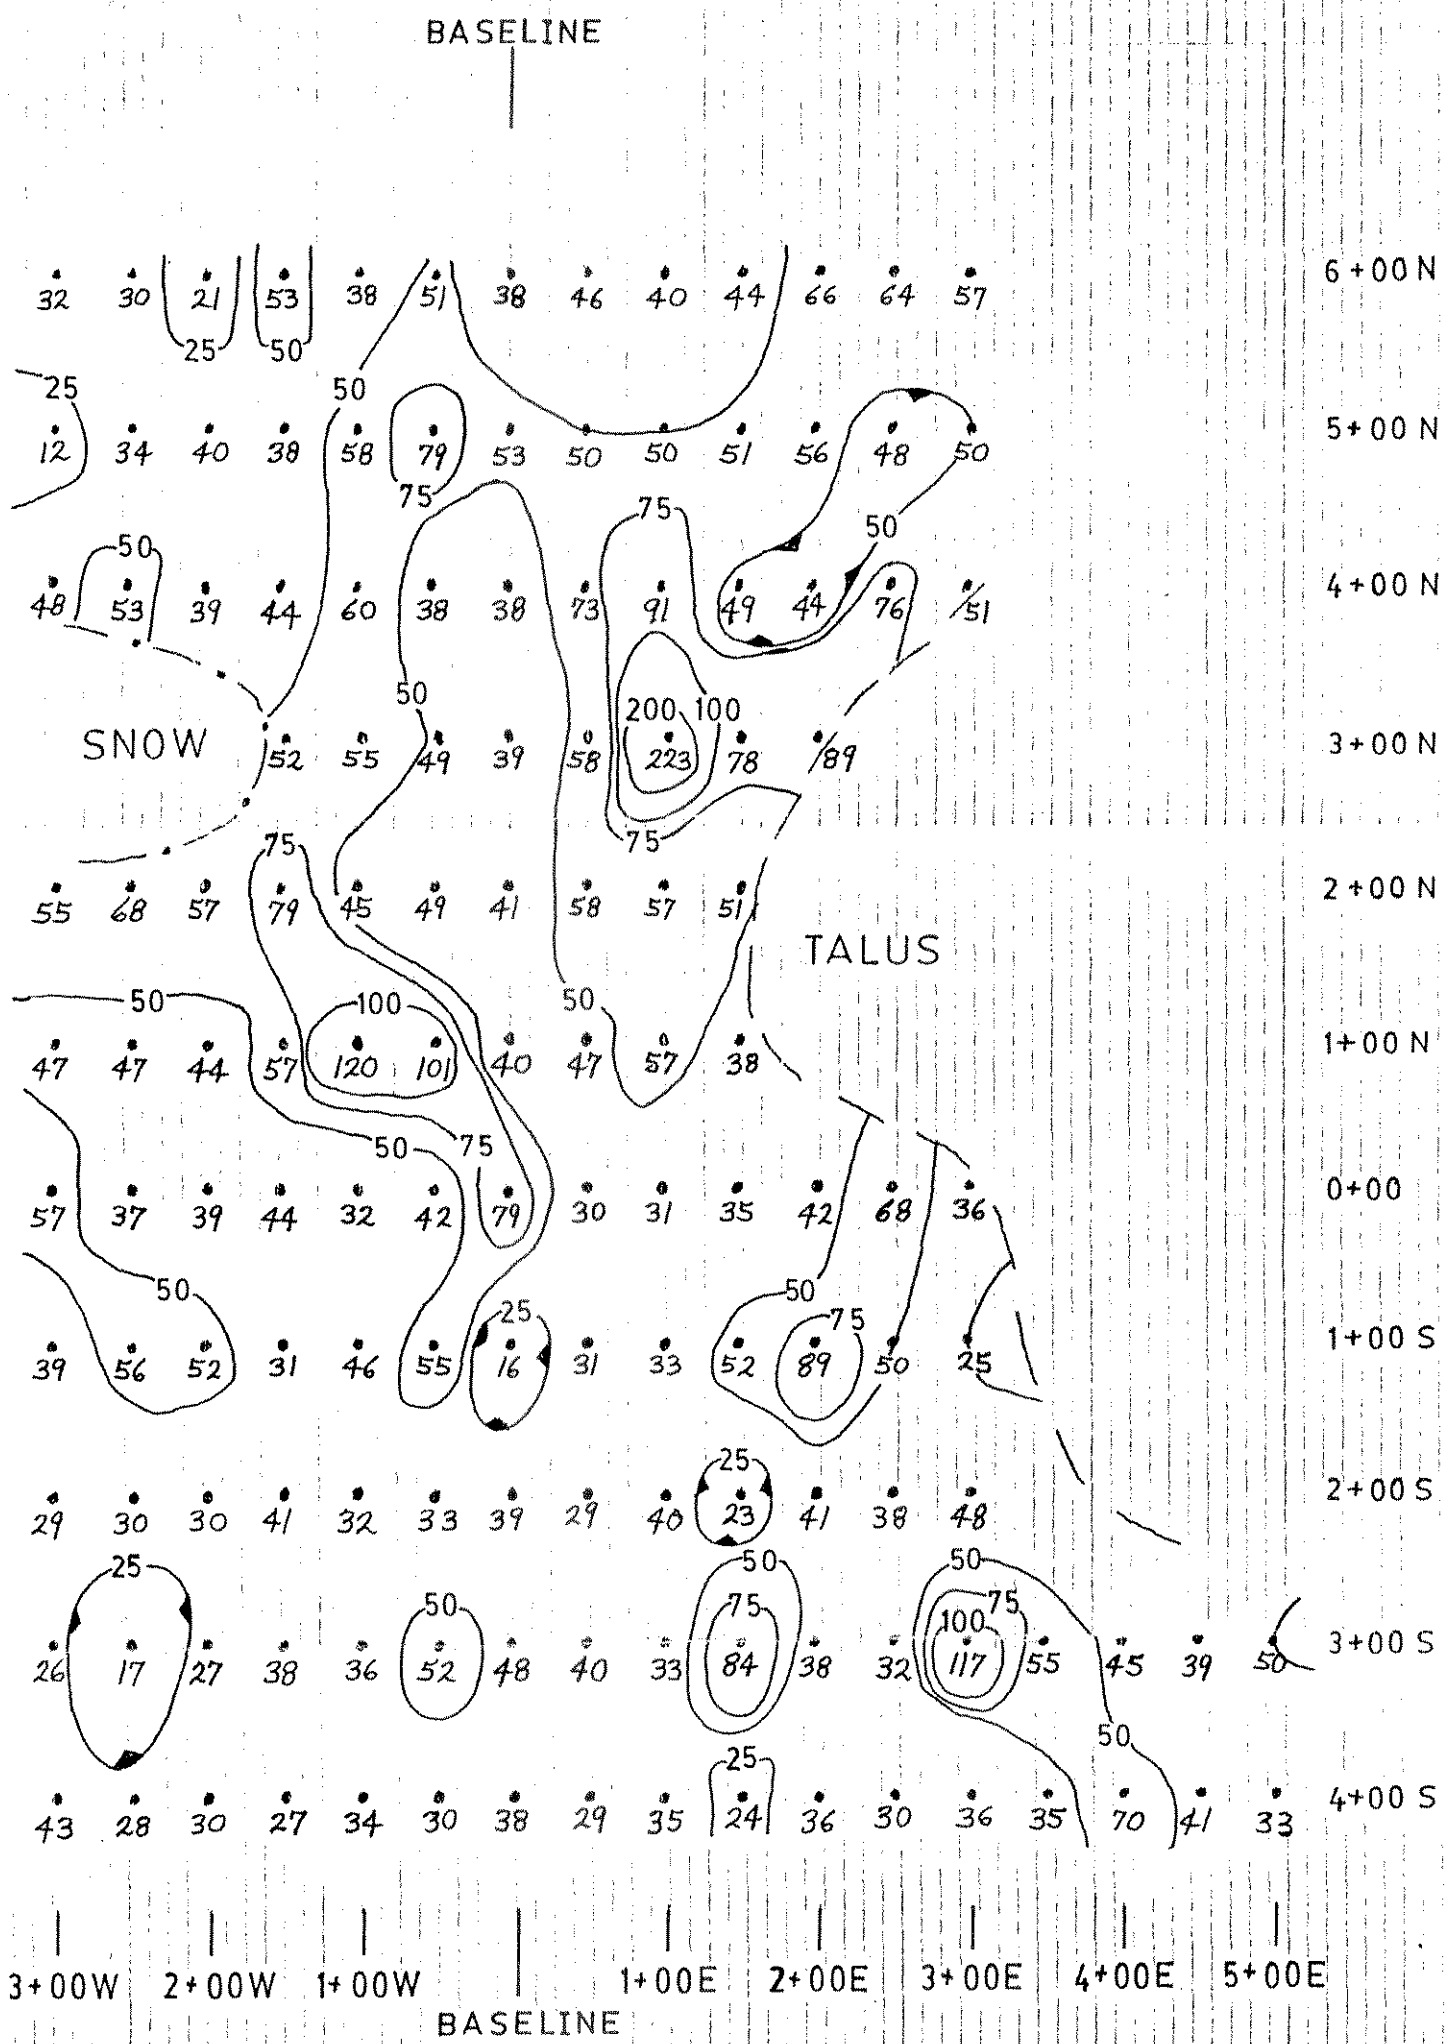 BASELINE
32 30 21 53 38 51 38 46 40 44 66 64 57 6+00 N
25 50
25 50
12 34 40 38 58 79 53 50 50 51 56 48 50 5+00 N
75 75 50
50
48 53 39 44 60 38 38 73 91 49 44 76 51 4+00 N
50 200 100
SNOW 52 55 49 39 58 223 78 89 3+00 N
75 75
55 68 57 79 45 49 41 58 57 51 2+00 N
TALUS
50 100 50
47 47 44 57 120 101 40 47 57 38 1+00 N
50 75
57 37 39 44 32 42 79 30 31 35 42 68 36 0+00
50 25 50 75
39 56 52 31 46 55 16 31 33 52 89 50 25 1+00 S
25
29 30 30 41 32 33 39 29 40 23 41 38 48 2+00 S
25 50 50
50 75 75
100
26 17 27 38 36 52 48 40 33 84 38 32 117 55 45 39 50 3+00 S
25 50
43 28 30 27 34 30 38 29 35 24 36 30 36 35 70 41 33 4+00 S
3+00W 2+00W 1+00W 1+00E 2+00E 3+00E 4+00E 5+00E
BASELINE